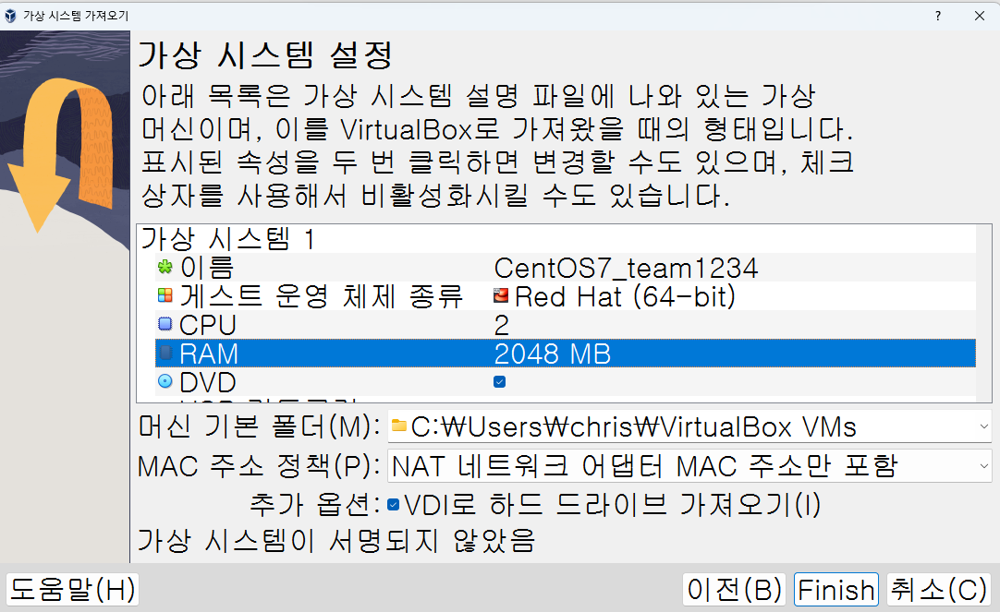 가상 시스템 가져오기
?
가상 시스템 설정
아래 목록은 가상 시스템 설명 파일에 나와 있는 가상
머신이며, 이를 VirtualBox로 가져왔을 때의 형태입니다.
표시된 속성을 두 번 클릭하면 변경할 수도 있으며, 체크
상자를 사용해서 비활성화시킬 수도 있습니다.
가상 시스템 1
이름 CentOS7_team1234
게스트 운영 체제 종류 Red Hat (64-bit)
CPU 2
RAM 2048 MB
DVD
머신 기본 폴더(M): C:₩Users₩chris₩VirtualBox VMs
MAC 주소 정책(P): NAT 네트워크 어댑터 MAC 주소만 포함
추가 옵션: VDI로 하드 드라이브 가져오기(I)
가상 시스템이 서명되지 않았음
도움말(H) 이전(B) Finish 취소(C)